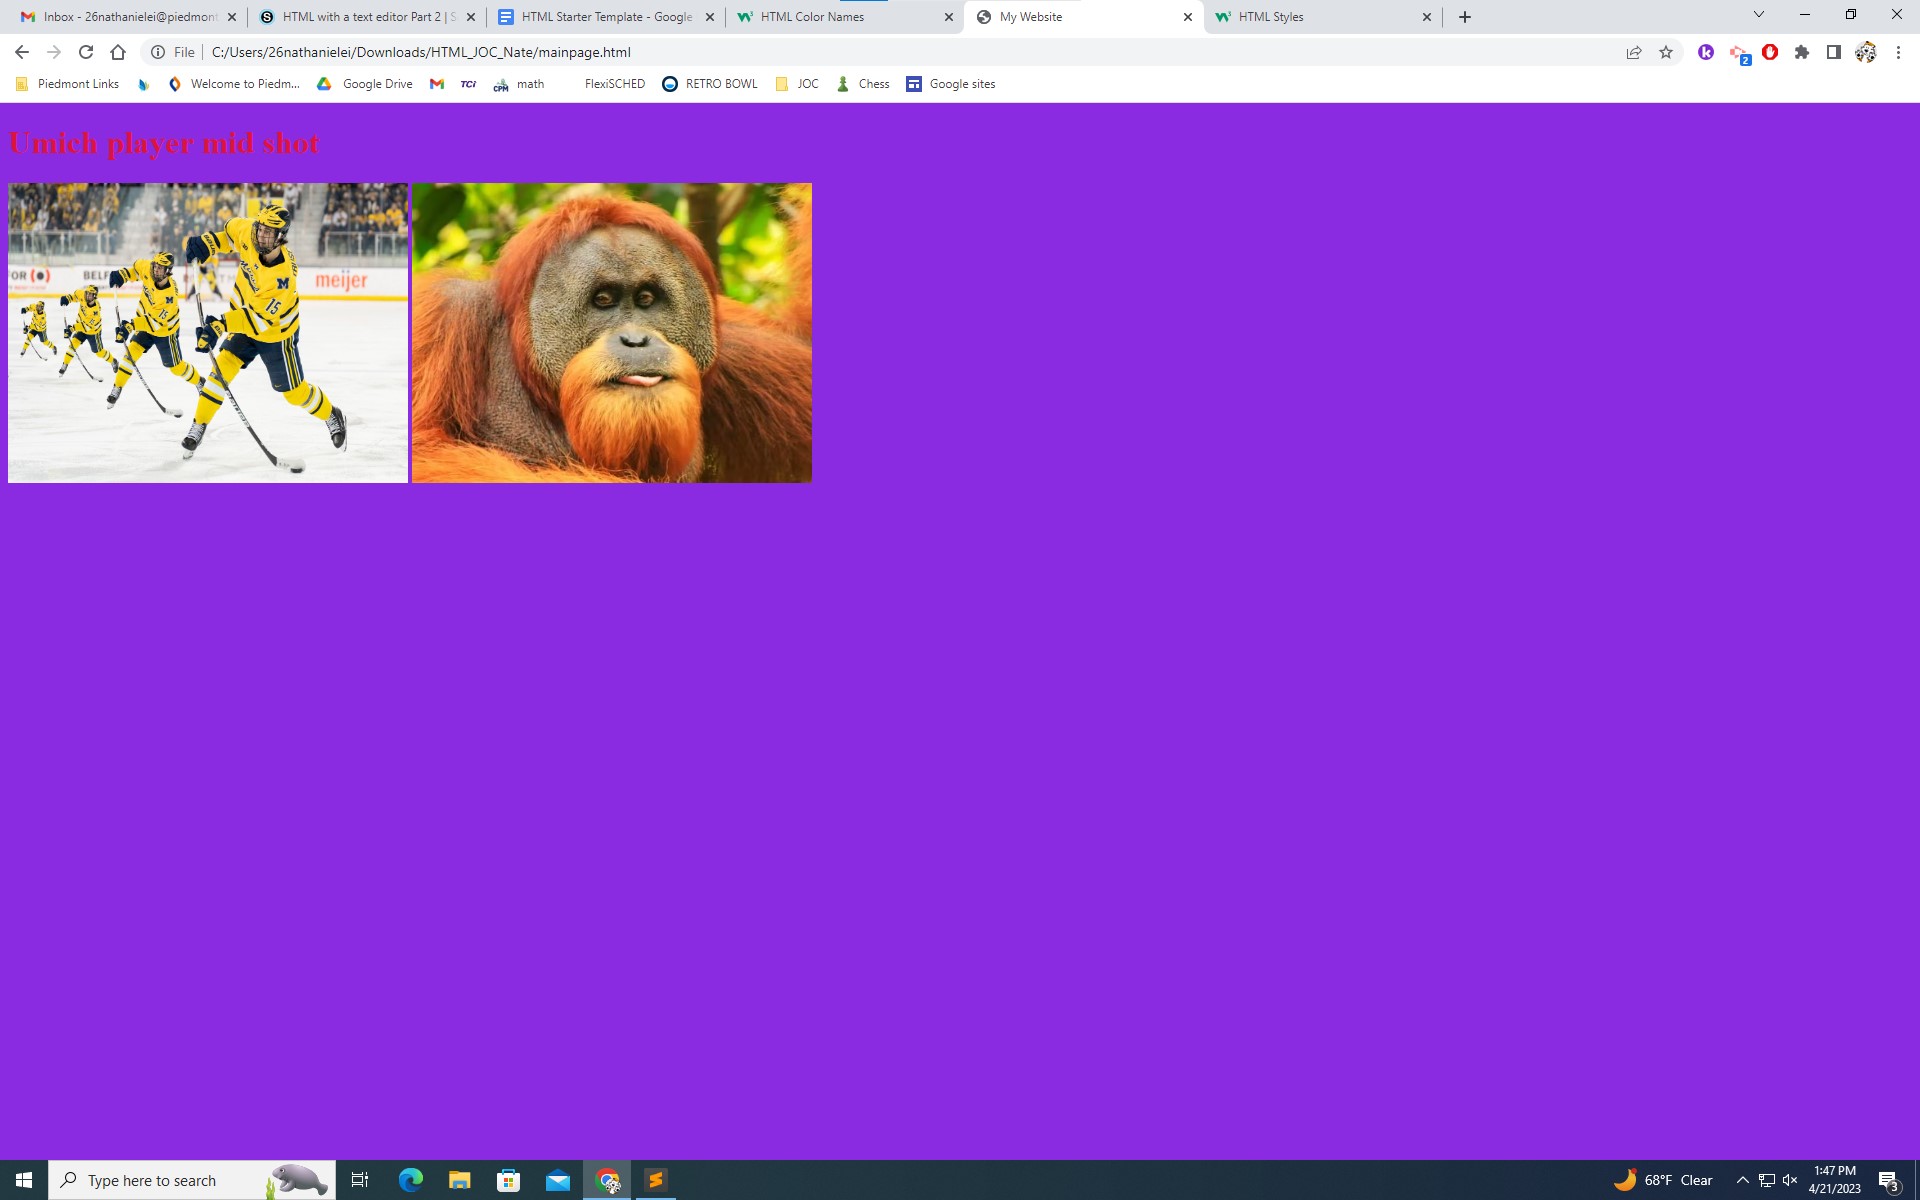 Inbox - 26nathanielei@piedmont
HTML with a text editor Part 2 | S
HTML Starter Template - Google
HTML Color Names
My Website
HTML Styles
File
C:/Users/26nathanielei/Downloads/HTML_JOC_Nate/mainpage.html
2
Piedmont Links
Welcome to Piedm...
Google Drive
TCi
CPM
math
FlexiSCHED
RETRO BOWL
JOC
Chess
Google sites
Umich player mid shot
meijer
M
15
M
15
Type here to search
68°F Clear
1:47 PM
4/21/2023
3